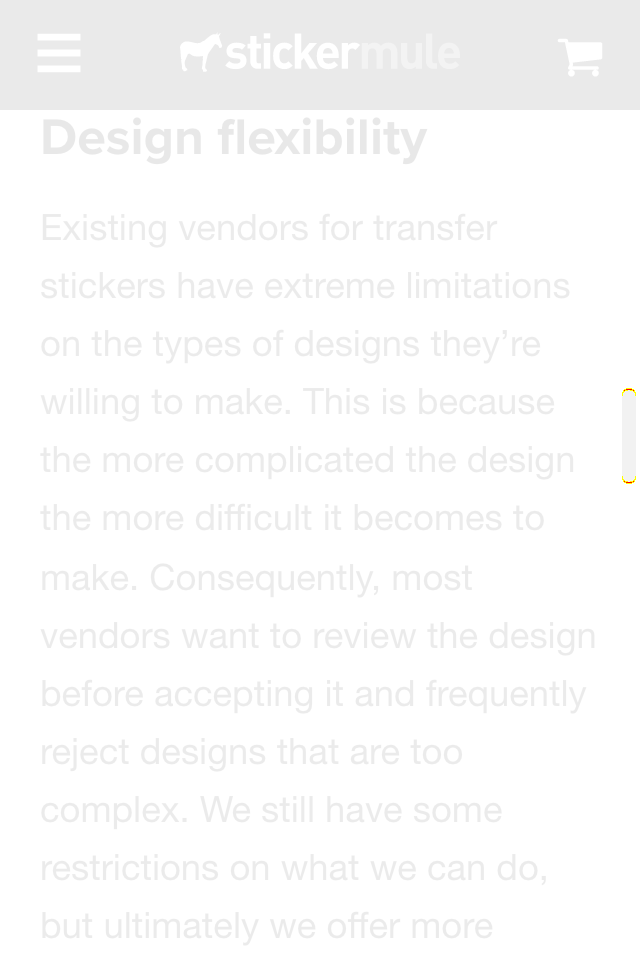 stickermule
Design flexibility
Existing vendors for transfer
stickers have extreme limitations
on the types of designs they’re
willing to make. This is because
the more complicated the design
the more difficult it becomes to
make. Consequently, most
vendors want to review the design
before accepting it and frequently
reject designs that are too
complex. We still have some
restrictions on what we can do,
but ultimately we offer more